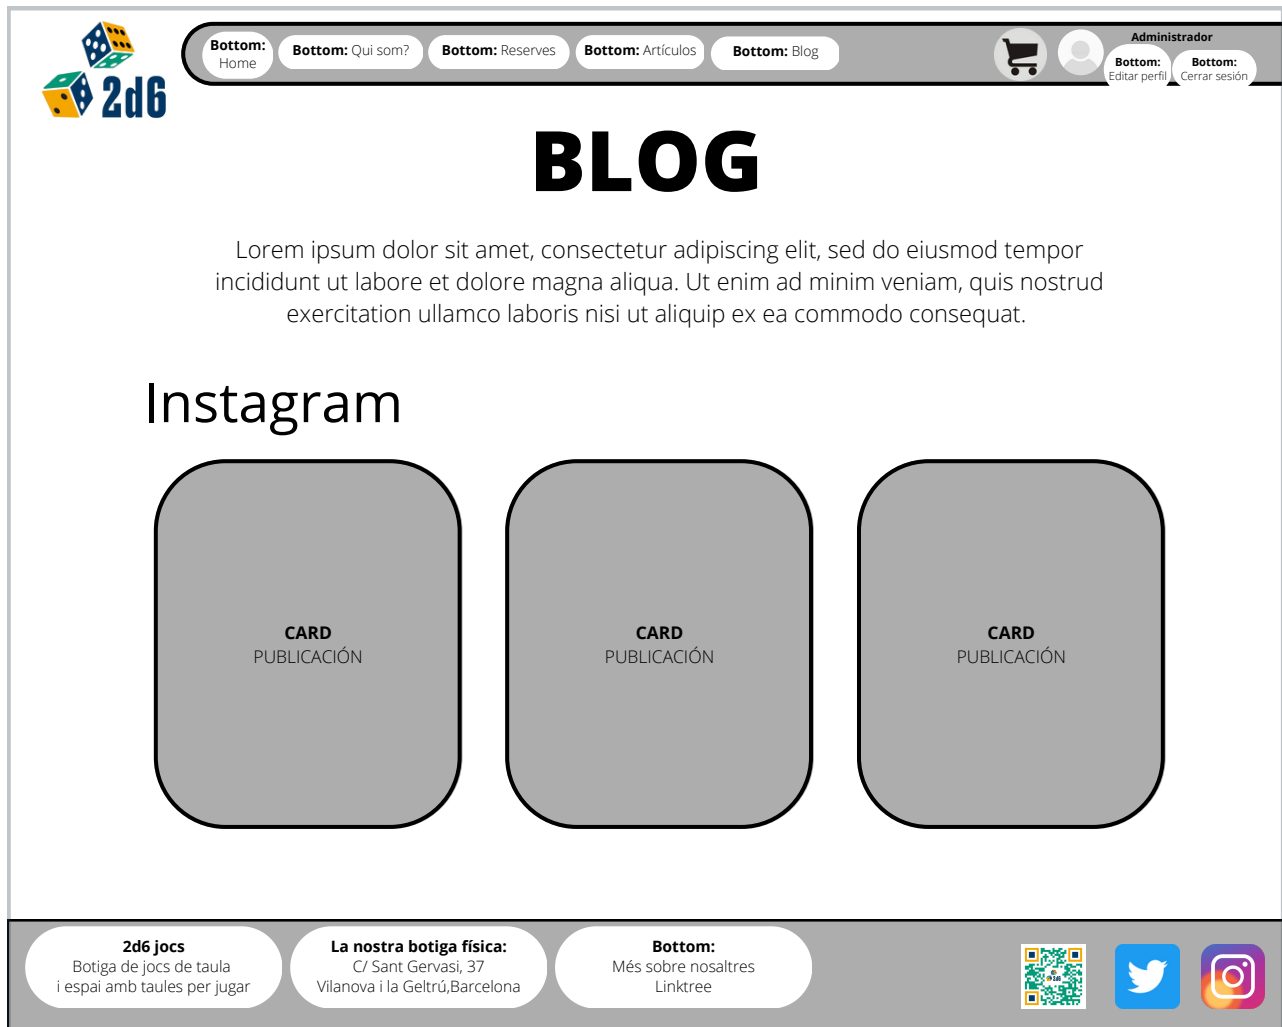 2d6
Bottom:
Home
Bottom: Qui som?
Bottom: Reserves
Bottom: Artículos
Bottom: Blog
Administrador
Bottom:
Editar perfil
Bottom:
Cerrar sesión
BLOG
Lorem ipsum dolor sit amet, consectetur adipiscing elit, sed do eiusmod tempor
incididunt ut labore et dolore magna aliqua. Ut enim ad minim veniam, quis nostrud
exercitation ullamco laboris nisi ut aliquip ex ea commodo consequat.
Instagram
CARD
PUBLICACIÓN
CARD
PUBLICACIÓN
CARD
PUBLICACIÓN
2d6 jocs
Botiga de jocs de taula
i espai amb taules per jugar
La nostra botiga física:
C/ Sant Gervasi, 37
Vilanova i la Geltrú,Barcelona
Bottom:
Més sobre nosaltres
Linktree
2d6